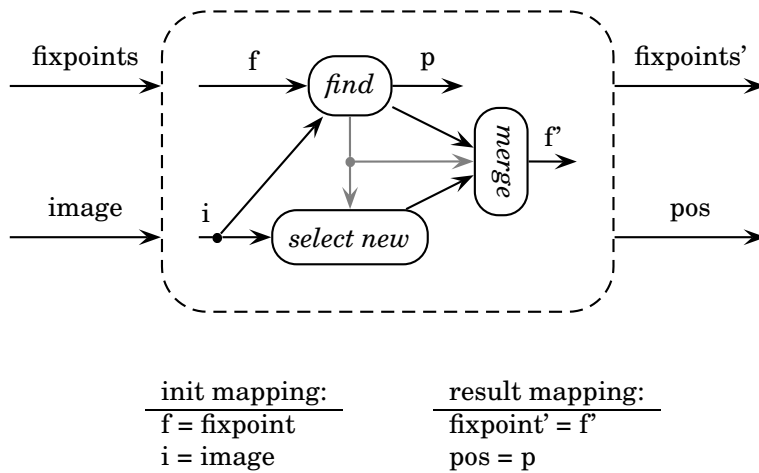 fixpoints
f
find
p
fixpoints’
merge
f’
image
i
select new
pos
init mapping:
f = fixpoint
i = image
result mapping:
fixpoint’ = f’
pos = p